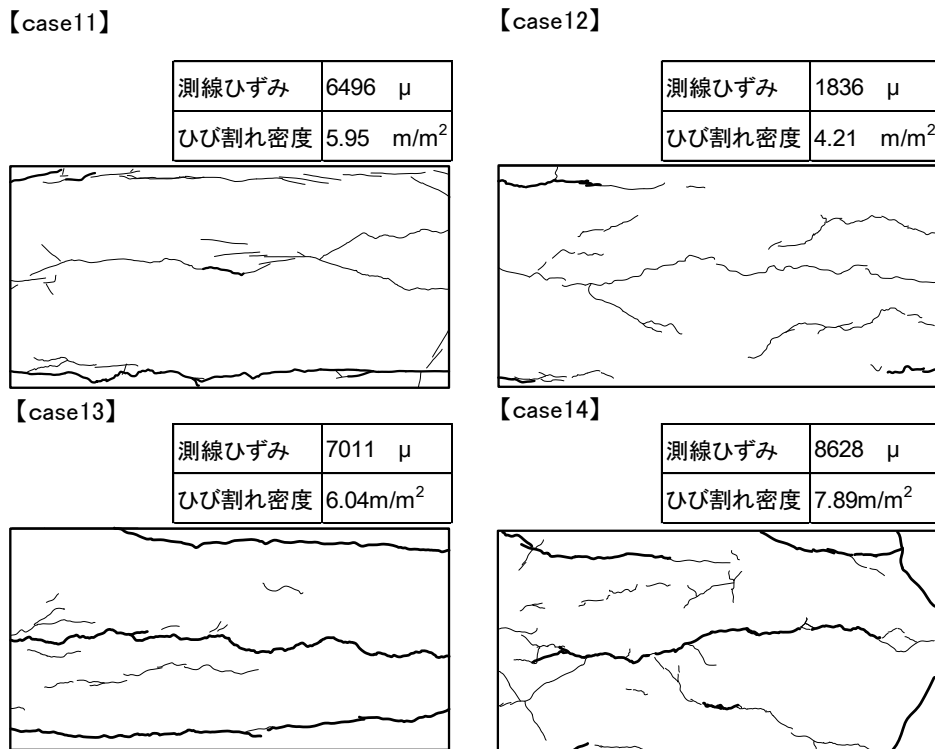 【case11】
測線ひずみ 6496 μ
ひび割れ密度 5.95 m/m²
【case12】
測線ひずみ 1836 μ
ひび割れ密度 4.21 m/m²
【case13】
測線ひずみ 7011 μ
ひび割れ密度 6.04m/m²
【case14】
測線ひずみ 8628 μ
ひび割れ密度 7.89m/m²